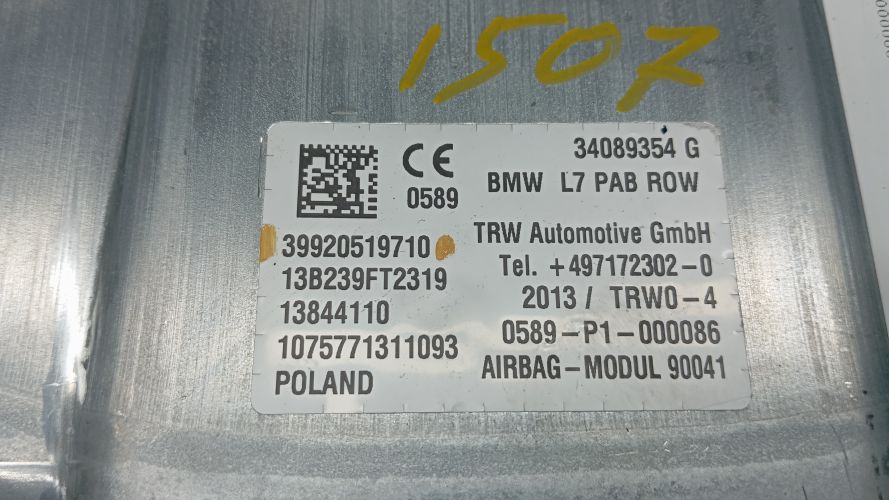 1507
34089354 G
CE
0589
BMW L7 PAB ROW
39920519710
13B239FT2319
13844110
1075771311093
POLAND
TRW Automotive GmbH
Tel. +497172302-0
2013/ TRW0-4
0589-P1-000086
AIRBAG-MODUL 90041